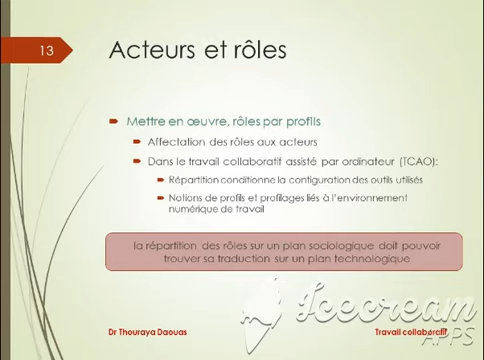 13
Acteurs et rôles
Mettre en œuvre, rôles par profils
Affectation des rôles aux acteurs
Dans le travail collaboratif assisté par ordinateur (TCAO):
Répartition conditionne la configuration des outils utilisés
Notions de profils et profilages liés à l'environnement
numérique de travail
la répartition des rôles sur un plan sociologique doit pouvoir
trouver sa traduction sur un plan technologique
Icecream
APPS
Dr Thouraya Daouas
Travail collaboratif